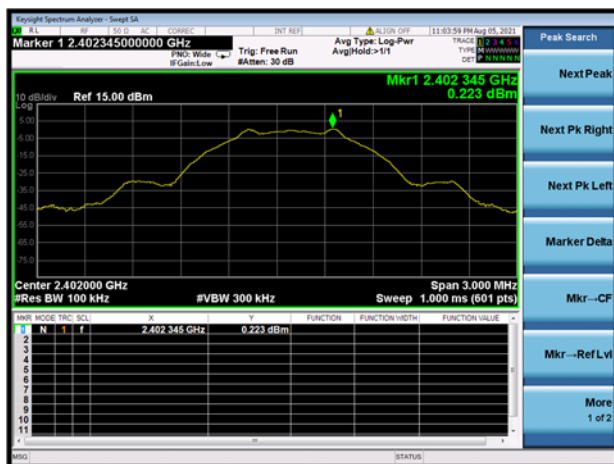 Keysight Spectrum Analyzer - Swept SA
RL RF 50 Ω AC CORREC INT REF ALIGN OFF 11:03:59 PM Aug 05, 2021
Marker 1 2.402345000000 GHz
PNO: Wide
IFGain:Low
Trig: Free Run
#Atten: 30 dB
Avg Type: Log-Pwr
Avg|Hold:>1/1
TRACE 1 2 3 4 5 6
TYPE M W W W W W
DET P N N N N N
Peak Search
Next Peak
Next Pk Right
Next Pk Left
Marker Delta
Mkr→CF
Mkr→Ref Lvl
More
1 of 2
Mkr1 2.402 345 GHz
0.223 dBm
10 dB/div Ref 15.00 dBm
Log
5.00
-5.00
-15.0
-25.0
-35.0
-45.0
-55.0
-65.0
-75.0
1
Center 2.402000 GHz Span 3.000 MHz
#Res BW 100 kHz #VBW 300 kHz Sweep 1.000 ms (601 pts)
MKR MODE TRC SCL X Y FUNCTION FUNCTION WIDTH FUNCTION VALUE
1 N 1 f 2.402 345 GHz 0.223 dBm
2
3
4
5
6
7
8
9
10
11
MSG STATUS